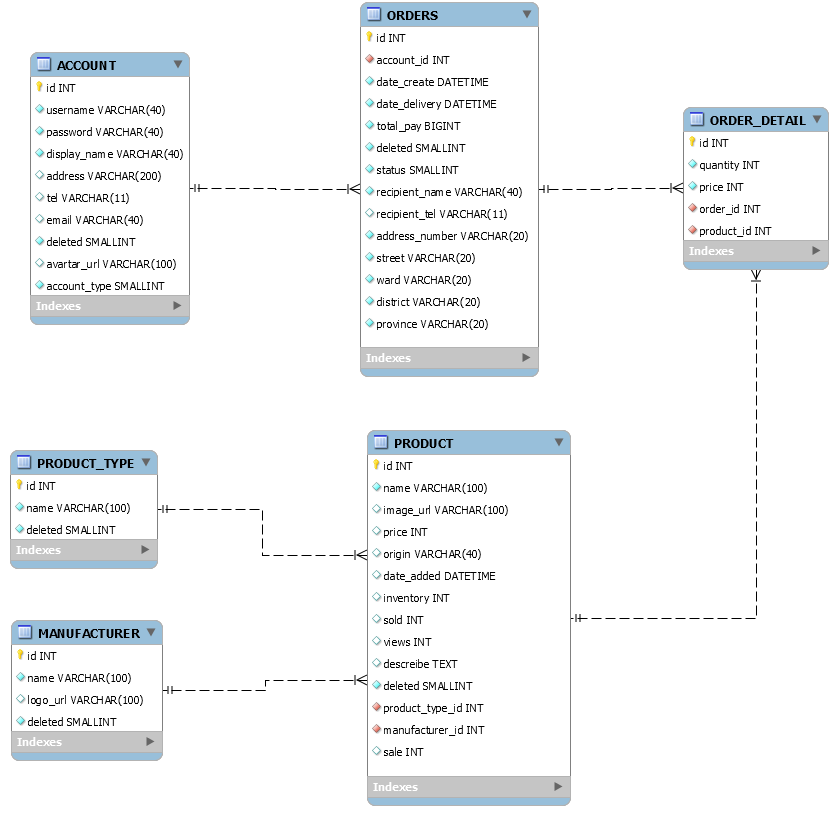 ACCOUNT
id INT
username VARCHAR(40)
password VARCHAR(40)
display_name VARCHAR(40)
address VARCHAR(200)
tel VARCHAR(11)
email VARCHAR(40)
deleted SMALLINT
avartar_url VARCHAR(100)
account_type SMALLINT
Indexes
ORDERS
id INT
account_id INT
date_create DATETIME
date_delivery DATETIME
total_pay BIGINT
deleted SMALLINT
status SMALLINT
recipient_name VARCHAR(40)
recipient_tel VARCHAR(11)
address_number VARCHAR(20)
street VARCHAR(20)
ward VARCHAR(20)
district VARCHAR(20)
province VARCHAR(20)
Indexes
ORDER_DETAIL
id INT
quantity INT
price INT
order_id INT
product_id INT
Indexes
PRODUCT_TYPE
id INT
name VARCHAR(100)
deleted SMALLINT
Indexes
MANUFACTURER
id INT
name VARCHAR(100)
logo_url VARCHAR(100)
deleted SMALLINT
Indexes
PRODUCT
id INT
name VARCHAR(100)
image_url VARCHAR(100)
price INT
origin VARCHAR(40)
date_added DATETIME
inventory INT
sold INT
views INT
descreibe TEXT
deleted SMALLINT
product_type_id INT
manufacturer_id INT
sale INT
Indexes